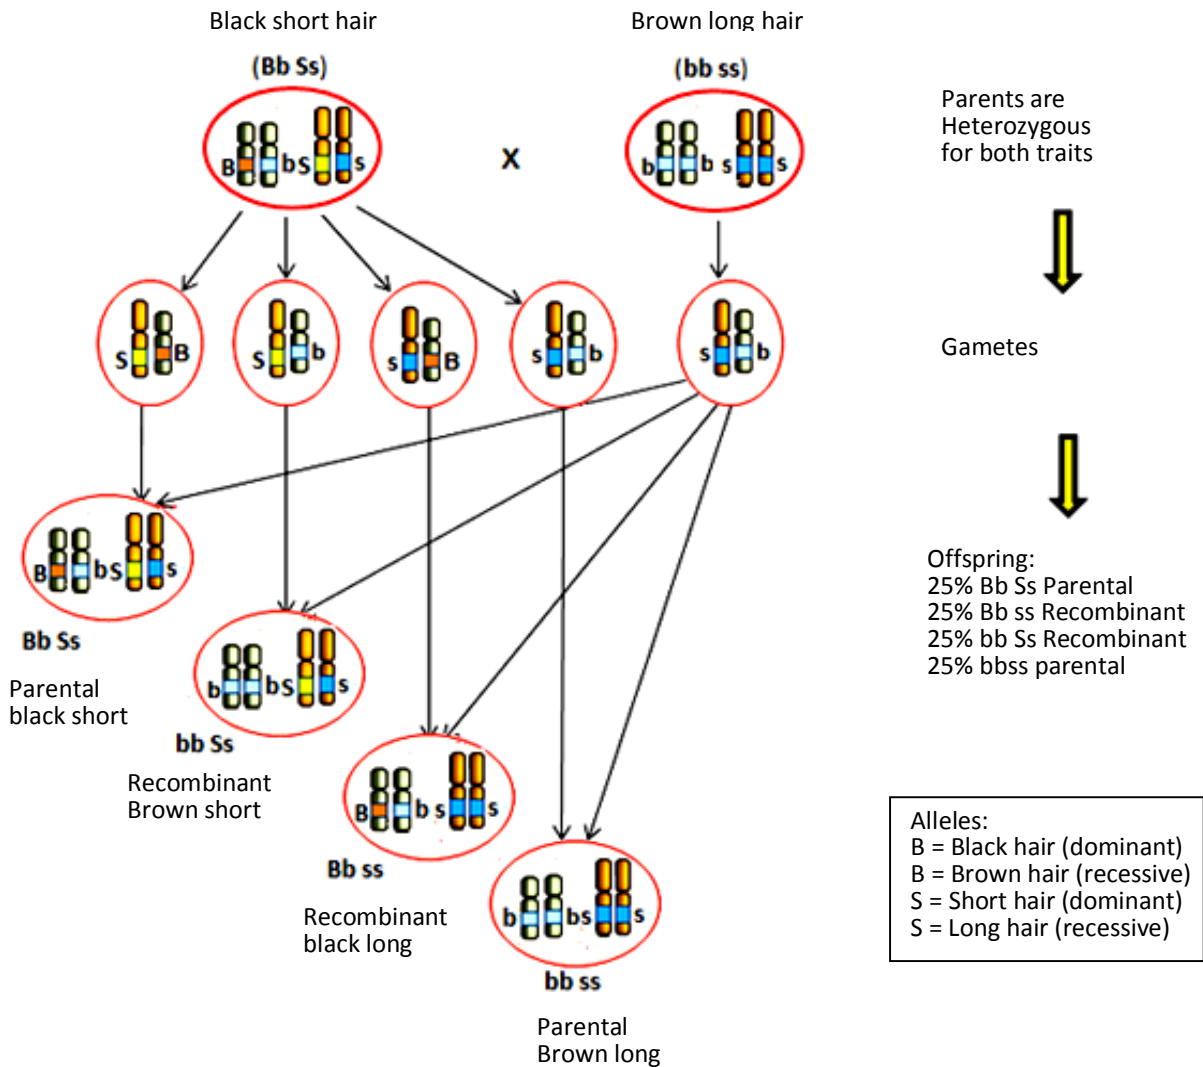 Black short hair
Brown long hair
(Bb Ss)
(bb ss)
Parents are
Heterozygous
for both traits
B
b S
s
X
b
b s
s
S
B
S
b
s
B
s
b
s
b
Gametes
B
b S
s
Bb Ss
Parental
black short
b
b S
s
bb Ss
Recombinant
Brown short
B
b s
s
Bb ss
Recombinant
black long
b
b s
s
bb ss
Parental
Brown long
Offspring:
25% Bb Ss Parental
25% Bb ss Recombinant
25% bb Ss Recombinant
25% bbss parental
Alleles:
B = Black hair (dominant)
B = Brown hair (recessive)
S = Short hair (dominant)
S = Long hair (recessive)